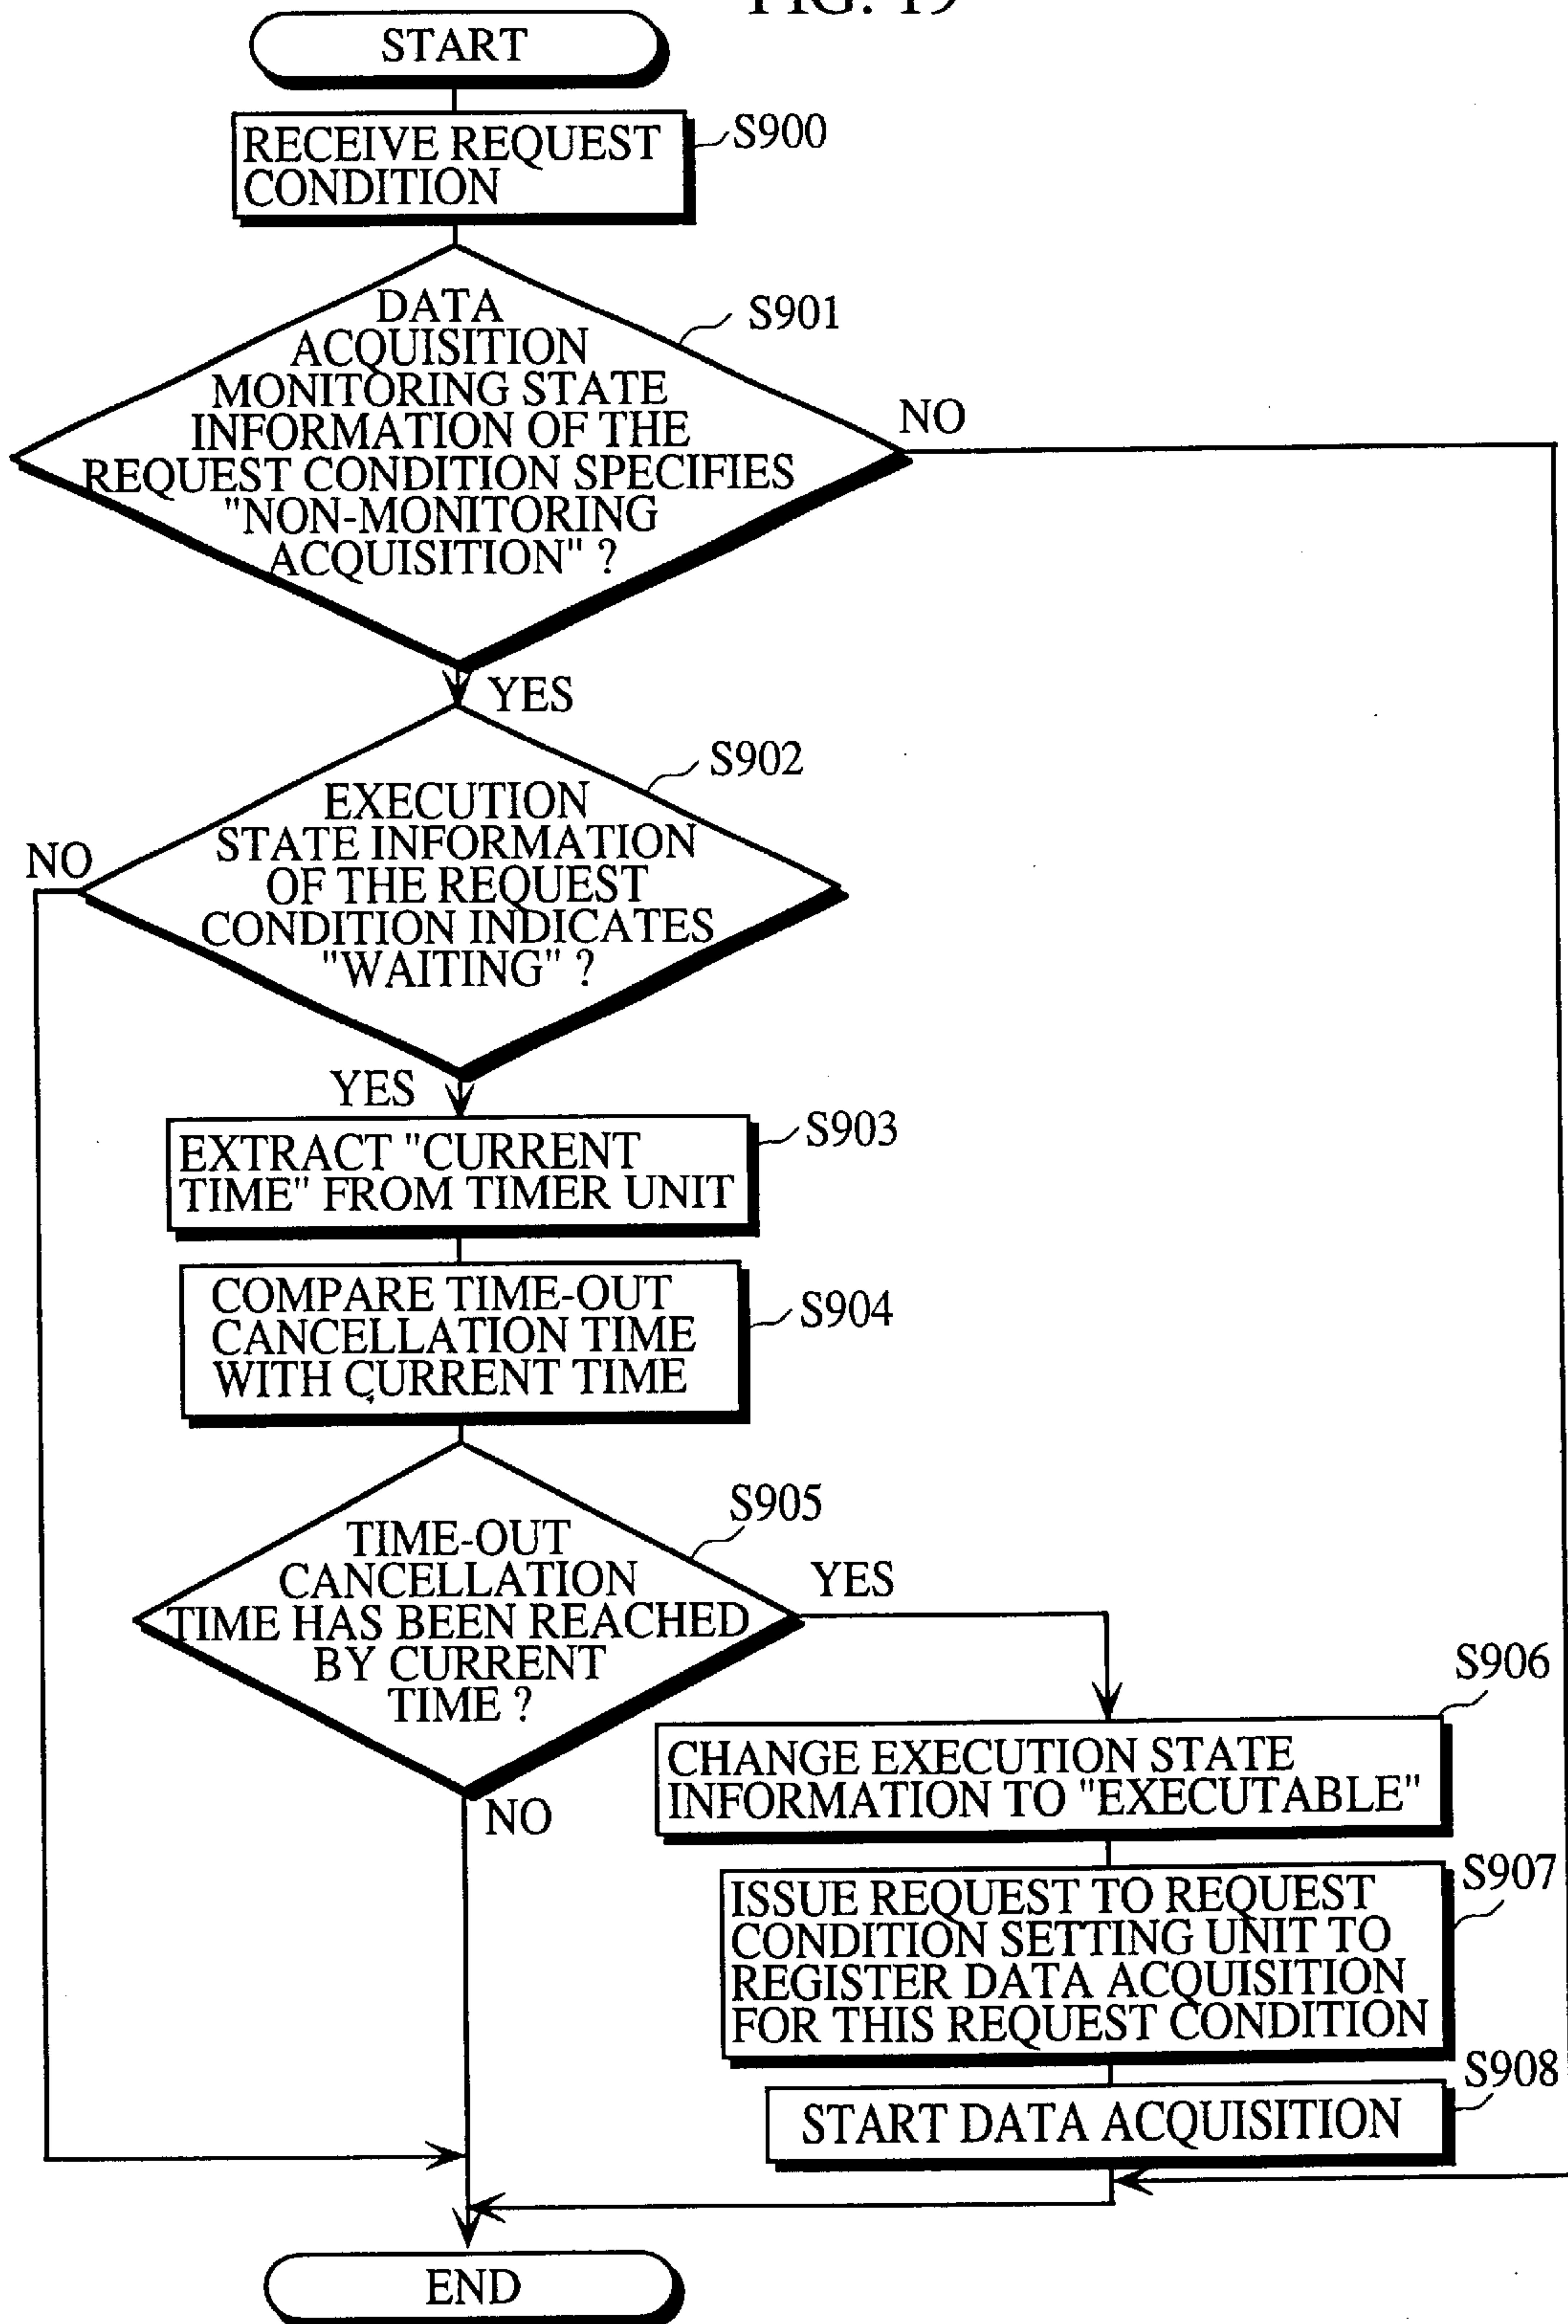 START
RECEIVE REQUEST
CONDITION
S900
DATA
ACQUISITION
MONITORING STATE
INFORMATION OF THE
REQUEST CONDITION SPECIFIES
"NON-MONITORING
ACQUISITION" ?
S901
NO
YES
EXECUTION
STATE INFORMATION
OF THE REQUEST
CONDITION INDICATES
"WAITING" ?
S902
NO
YES
EXTRACT "CURRENT
TIME" FROM TIMER UNIT
S903
COMPARE TIME-OUT
CANCELLATION TIME
WITH CURRENT TIME
S904
TIME-OUT
CANCELLATION
TIME HAS BEEN REACHED
BY CURRENT
TIME ?
S905
YES
NO
CHANGE EXECUTION STATE
INFORMATION TO "EXECUTABLE"
S906
ISSUE REQUEST TO REQUEST
CONDITION SETTING UNIT TO
REGISTER DATA ACQUISITION
FOR THIS REQUEST CONDITION
S907
START DATA ACQUISITION
S908
END